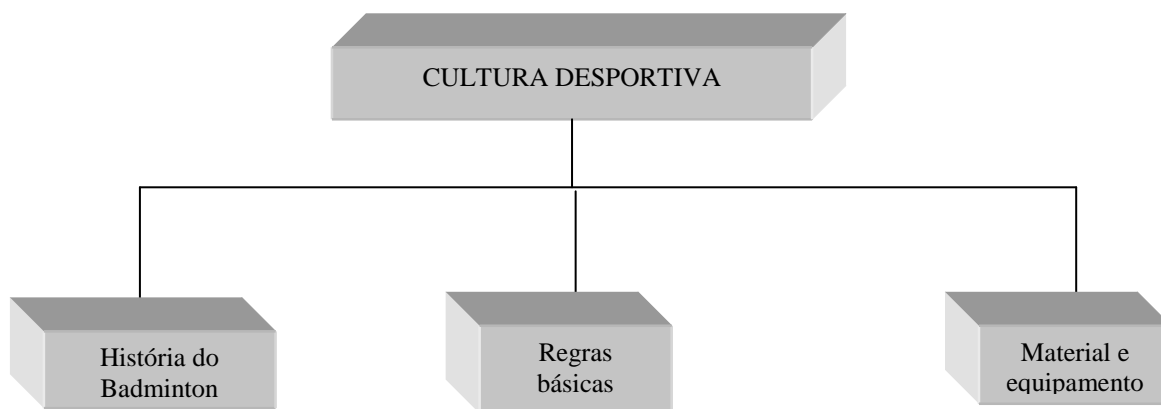 CULTURA DESPORTIVA
História do
Badminton
Regras
básicas
Material e
equipamento